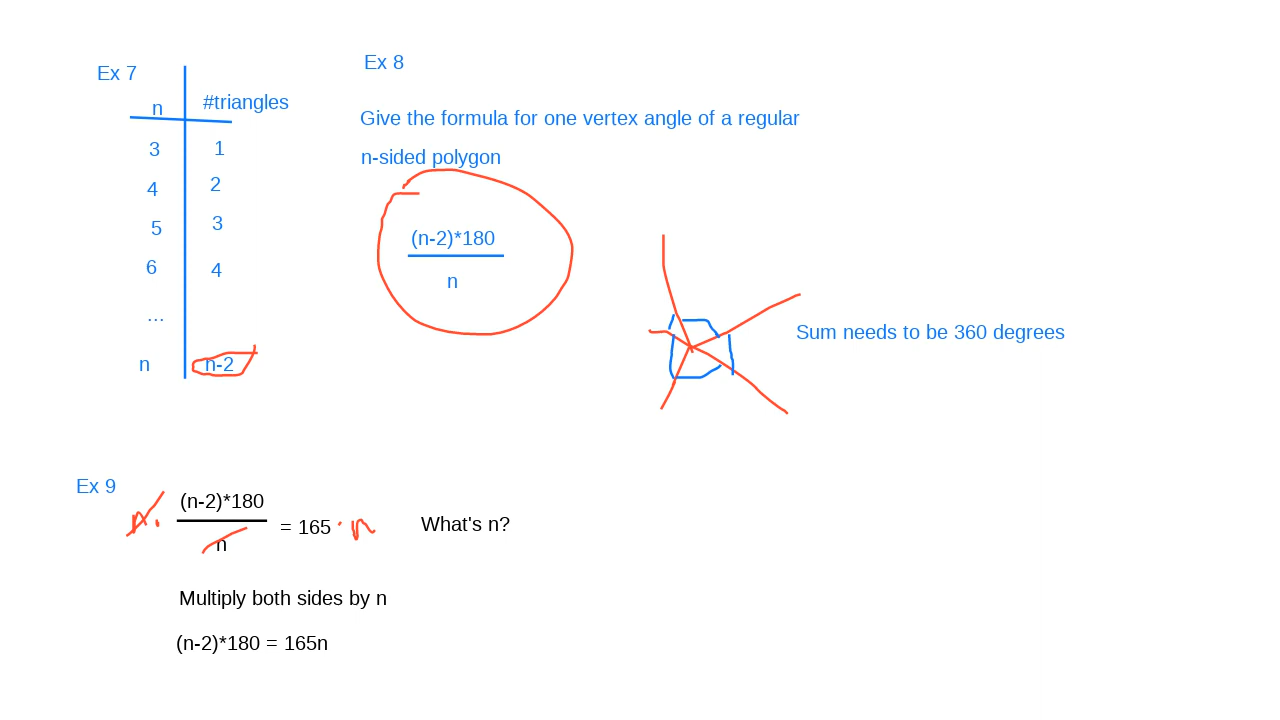 Ex 7
n #triangles
3 1
4 2
5 3
6 4
...
n n-2
Ex 8
Give the formula for one vertex angle of a regular
n-sided polygon
(n-2)*180
n
Sum needs to be 360 degrees
Ex 9
n· (n-2)*180
n
= 165 · n
What's n?
Multiply both sides by n
(n-2)*180 = 165n